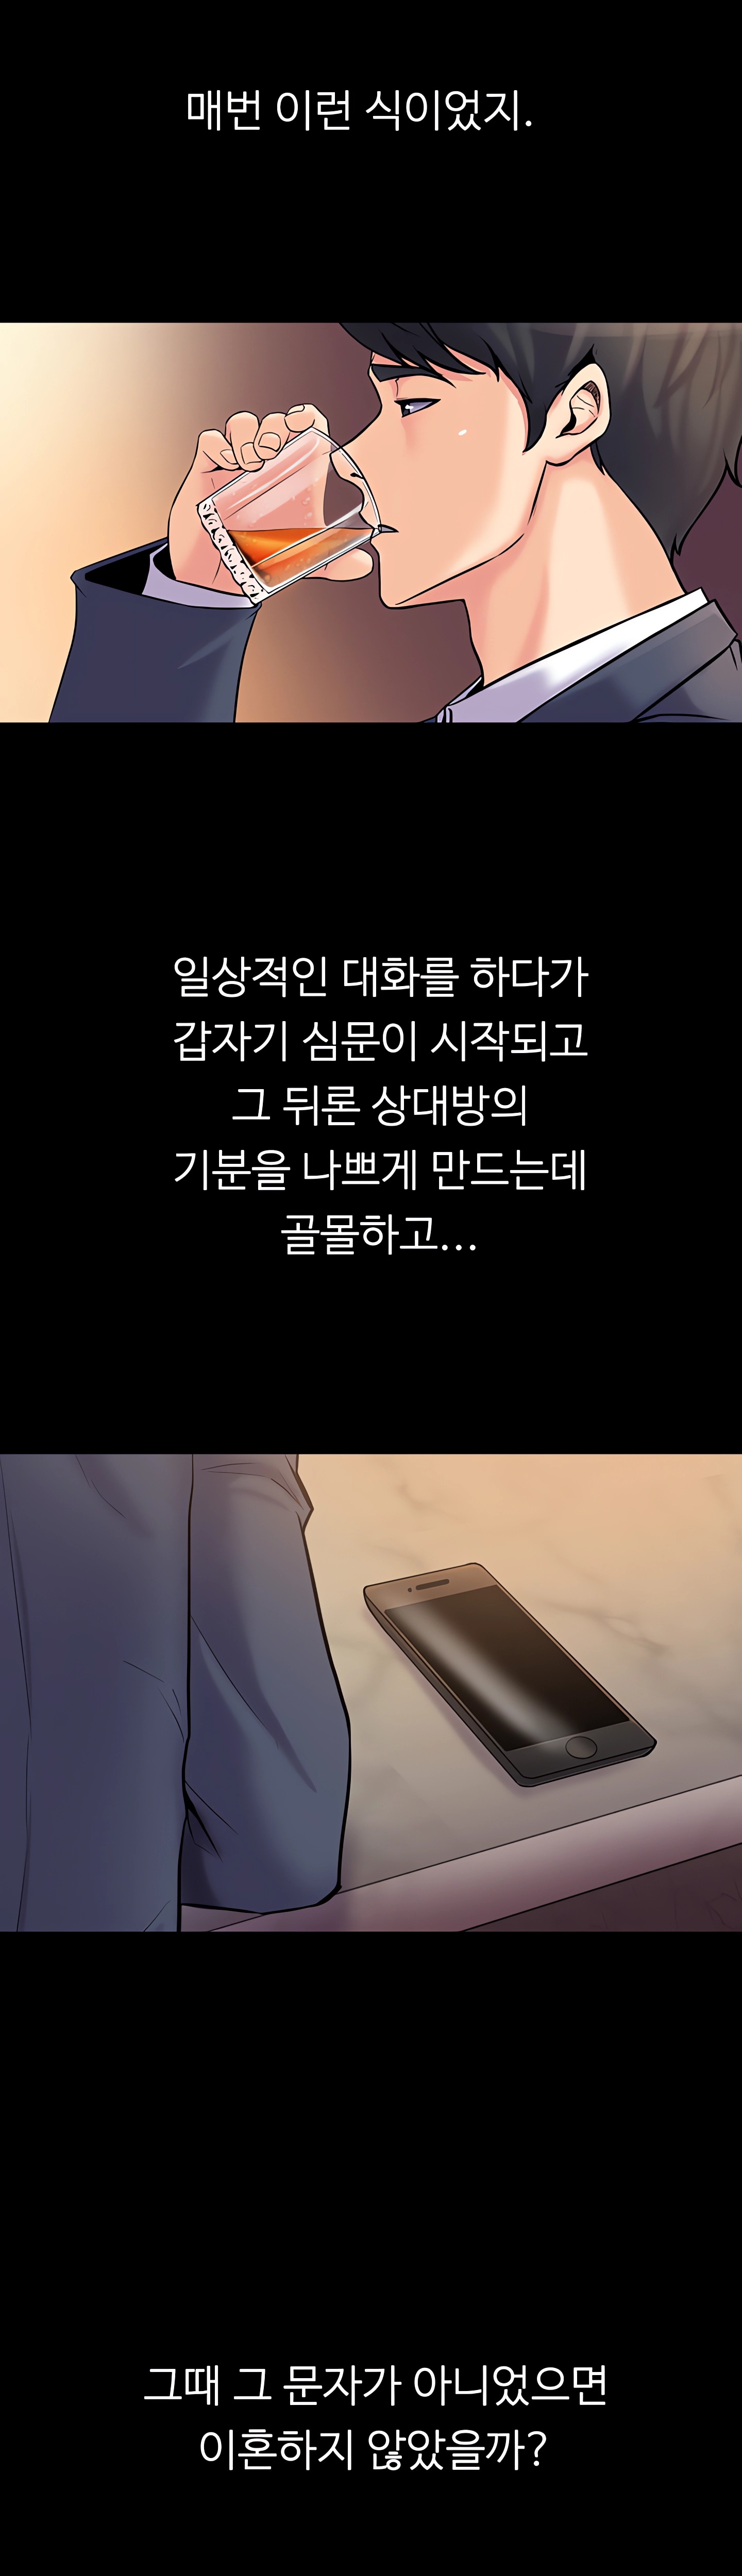 매번 이런 식이었지.
일상적인 대화를 하다가
갑자기 심문이 시작되고
그 뒤론 상대방의
기분을 나쁘게 만드는데
골몰하고...
그때 그 문자가 아니었으면
이혼하지 않았을까?